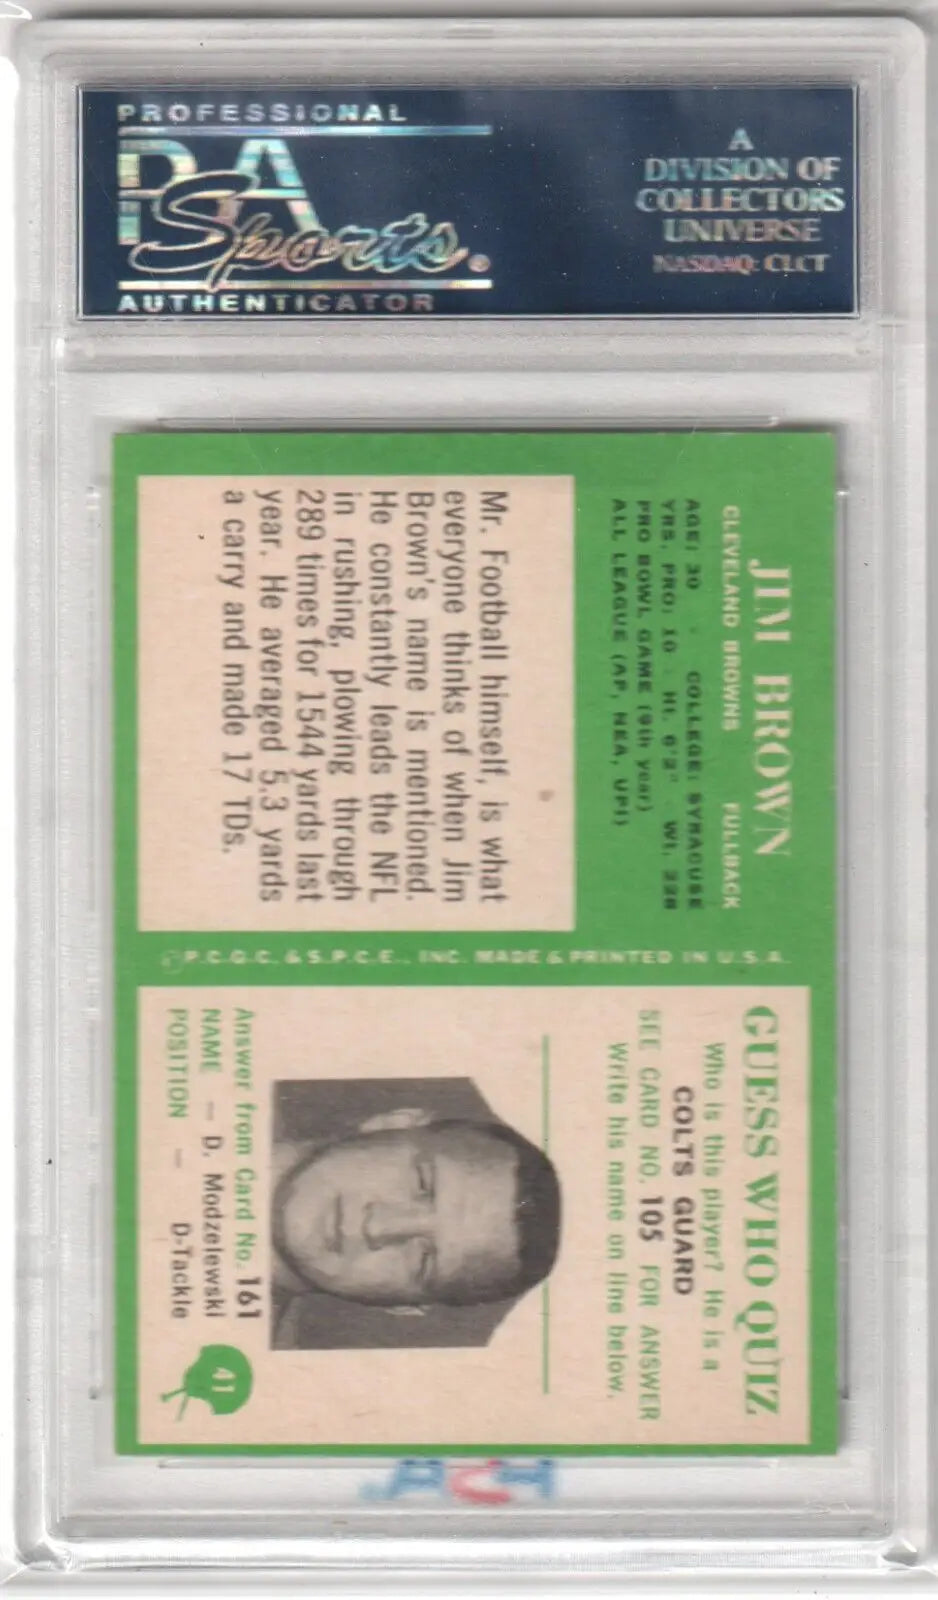 PROFESSIONAL
PSA
Sports
AUTHENTICATOR
A
DIVISION OF
COLLECTORS
UNIVERSE
NASDAQ: CLCT
JIM BROWN
CLEVELAND BROWNS FULLBACK
AGE: 30 - COLLEGE: SYRACUSE
YRS. PRO: 10 - Ht. 6'2" - Wt. 228
PRO BOWL GAME (9th year)
ALL LEAGUE (AP, NEA, UPI)
Mr. Football himself, is what
everyone thinks of when Jim
Brown's name is mentioned.
He constantly leads the NFL
in rushing, plowing through
289 times for 1544 yards last
year. He averaged 5.3 yards
a carry and made 17 TDs.
©P.C.G.C. & S.P.C.E., INC. MADE & PRINTED IN U.S.A.
GUESS WHO QUIZ
Who is this player? He is a
COLTS GUARD
SEE CARD NO. 105 FOR ANSWER
Write his name on line below.
Answer from Card No. 161
NAME — D. Modzelewski
POSITION — D-Tackle
41
PSA